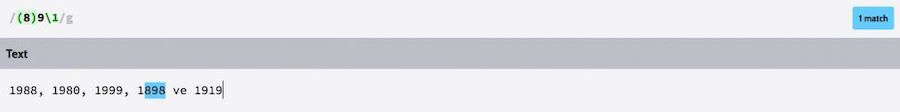 /(8)9\1/g
1 match
Text
1988, 1980, 1999, 1898 ve 1919